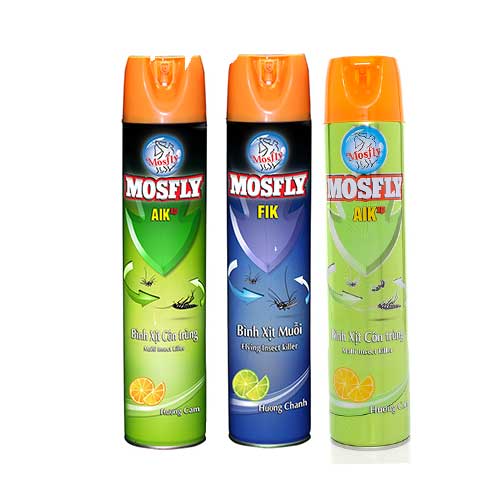 Mosfly
MOSFLY
AIK
Bình Xịt Côn trùng
Multi Insect killer
Hương Cam
Mosfly
MOSFLY
FIK
Bình Xịt Muỗi
Flying Insect killer
Hương Chanh
Mosfly
MOSFLY
AIK
Bình Xịt Côn trùng
Multi Insect killer
Hương Cam